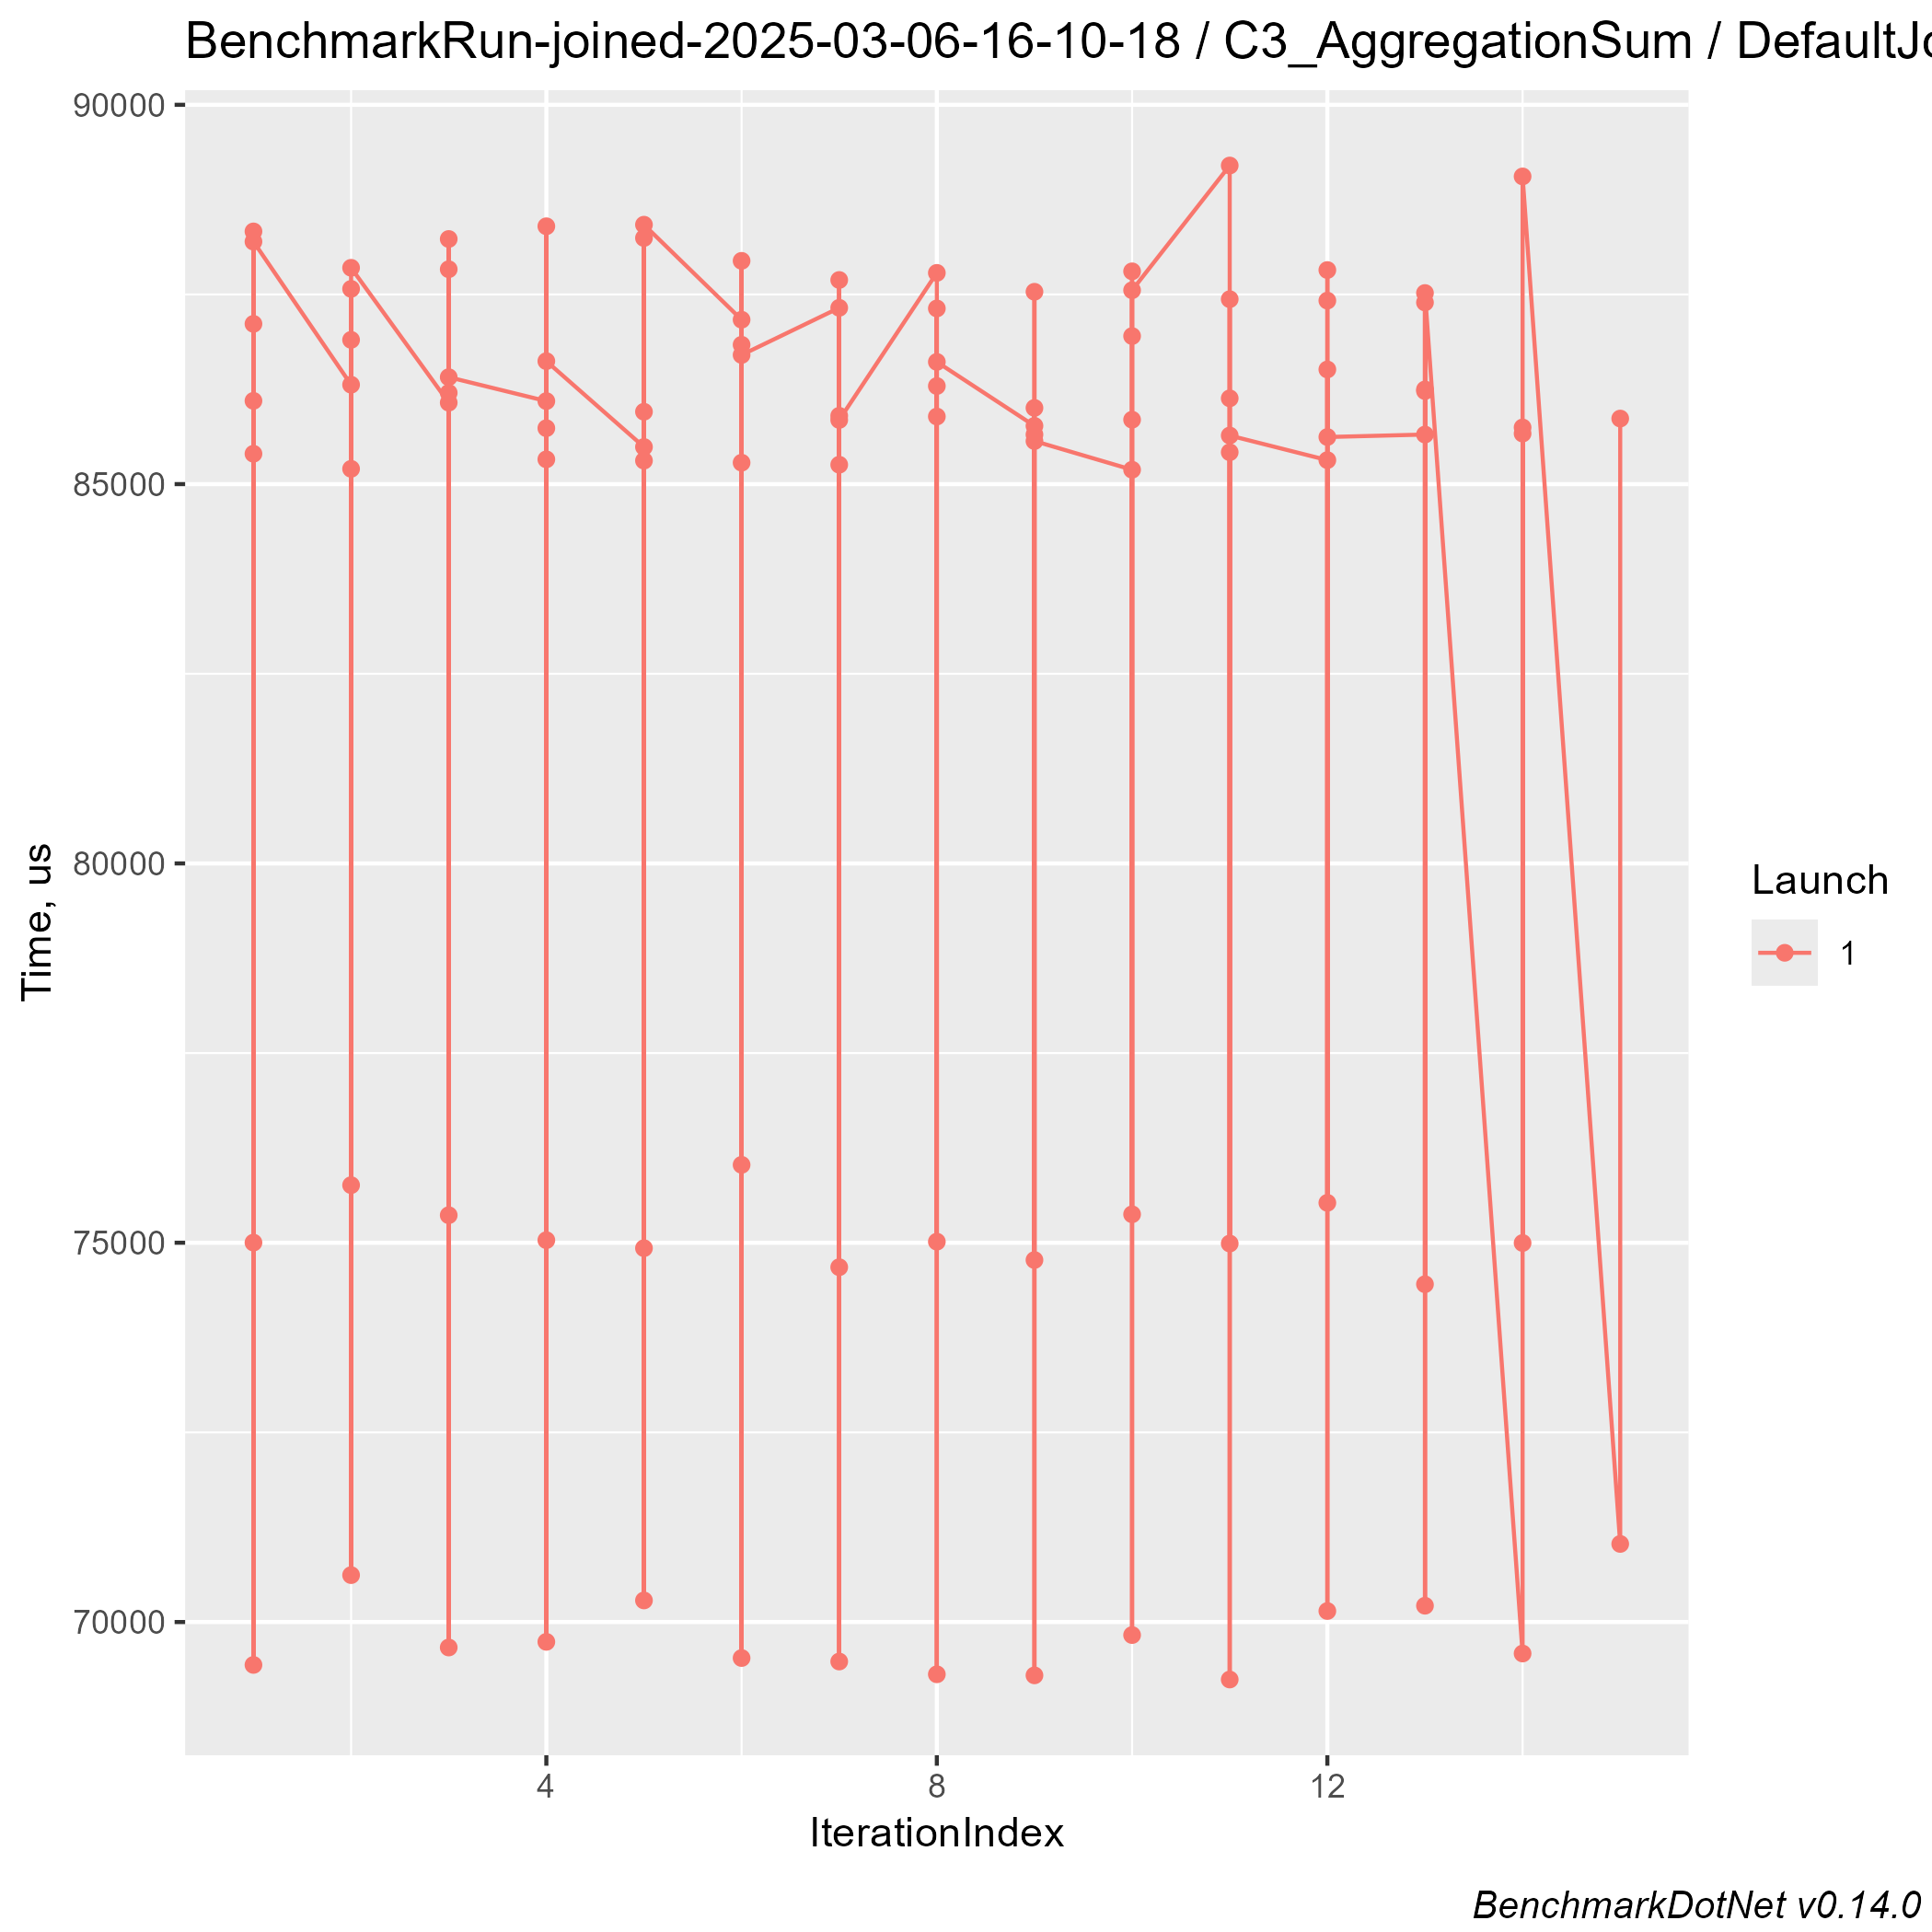 BenchmarkRun-joined-2025-03-06-16-10-18 / C3_AggregationSum /
90000
85000
80000
75000
70000
Time, us
4
8
12
IterationIndex
Launch
1
BenchmarkDotNet v0.14.0